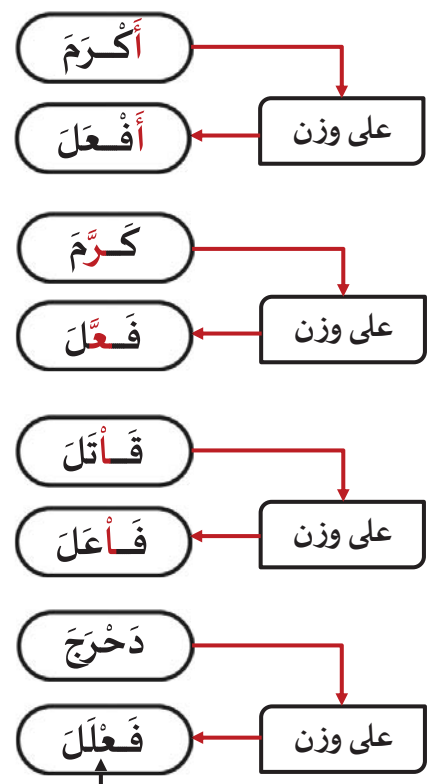 أَكْـرَمَ
على وزن
أَفْـعَلَ
كَـرَّمَ
على وزن
فَـعَّلَ
قَـاْتَلَ
على وزن
فَـاْعَلَ
دَحْرَجَ
على وزن
فَـعْلَلَ